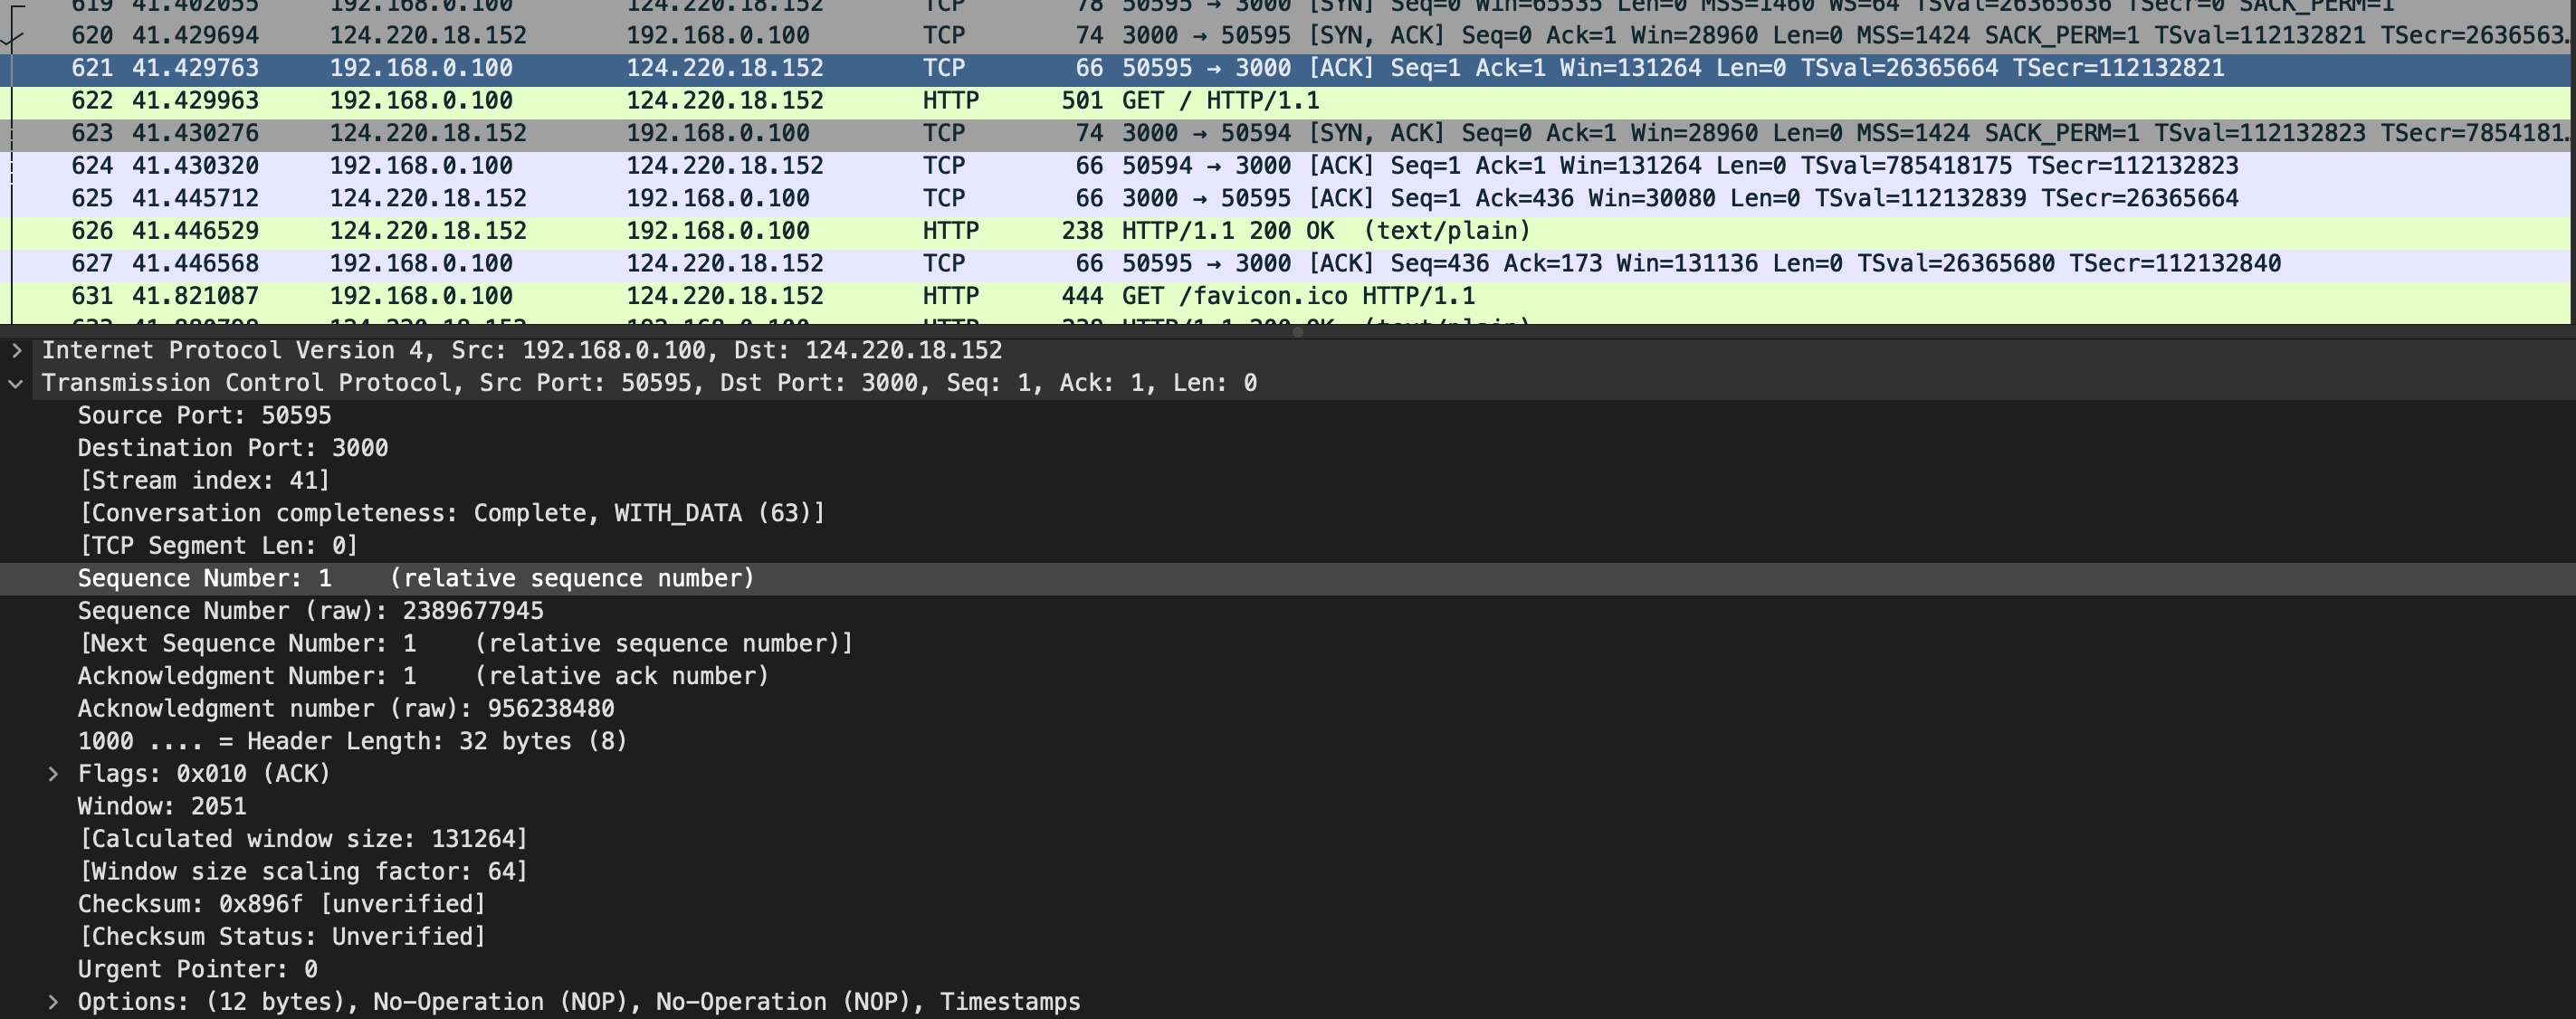 619 41.402055 192.168.0.100 124.220.18.152 TCP 78 50595 → 3000 [SYN] Seq=0 Win=65535 Len=0 MSS=1460 WS=64 TSval=26365636 TSecr=0 SACK_PERM=1
620 41.429694 124.220.18.152 192.168.0.100 TCP 74 3000 → 50595 [SYN, ACK] Seq=0 Ack=1 Win=28960 Len=0 MSS=1424 SACK_PERM=1 TSval=112132821 TSecr=2636563…
621 41.429763 192.168.0.100 124.220.18.152 TCP 66 50595 → 3000 [ACK] Seq=1 Ack=1 Win=131264 Len=0 TSval=26365664 TSecr=112132821
622 41.429963 192.168.0.100 124.220.18.152 HTTP 501 GET / HTTP/1.1
623 41.430276 124.220.18.152 192.168.0.100 TCP 74 3000 → 50594 [SYN, ACK] Seq=0 Ack=1 Win=28960 Len=0 MSS=1424 SACK_PERM=1 TSval=112132823 TSecr=7854181…
624 41.430320 192.168.0.100 124.220.18.152 TCP 66 50594 → 3000 [ACK] Seq=1 Ack=1 Win=131264 Len=0 TSval=785418175 TSecr=112132823
625 41.445712 124.220.18.152 192.168.0.100 TCP 66 3000 → 50595 [ACK] Seq=1 Ack=436 Win=30080 Len=0 TSval=112132839 TSecr=26365664
626 41.446529 124.220.18.152 192.168.0.100 HTTP 238 HTTP/1.1 200 OK (text/plain)
627 41.446568 192.168.0.100 124.220.18.152 TCP 66 50595 → 3000 [ACK] Seq=436 Ack=173 Win=131136 Len=0 TSval=26365680 TSecr=112132840
631 41.821087 192.168.0.100 124.220.18.152 HTTP 444 GET /favicon.ico HTTP/1.1
124.220.18.152 192.168.0.100 HTTP 238 HTTP/1.1 200 OK (text/plain)
Internet Protocol Version 4, Src: 192.168.0.100, Dst: 124.220.18.152
Transmission Control Protocol, Src Port: 50595, Dst Port: 3000, Seq: 1, Ack: 1, Len: 0
Source Port: 50595
Destination Port: 3000
[Stream index: 41]
[Conversation completeness: Complete, WITH_DATA (63)]
[TCP Segment Len: 0]
Sequence Number: 1 (relative sequence number)
Sequence Number (raw): 2389677945
[Next Sequence Number: 1 (relative sequence number)]
Acknowledgment Number: 1 (relative ack number)
Acknowledgment number (raw): 956238480
1000 .... = Header Length: 32 bytes (8)
Flags: 0x010 (ACK)
Window: 2051
[Calculated window size: 131264]
[Window size scaling factor: 64]
Checksum: 0x896f [unverified]
[Checksum Status: Unverified]
Urgent Pointer: 0
Options: (12 bytes), No-Operation (NOP), No-Operation (NOP), Timestamps